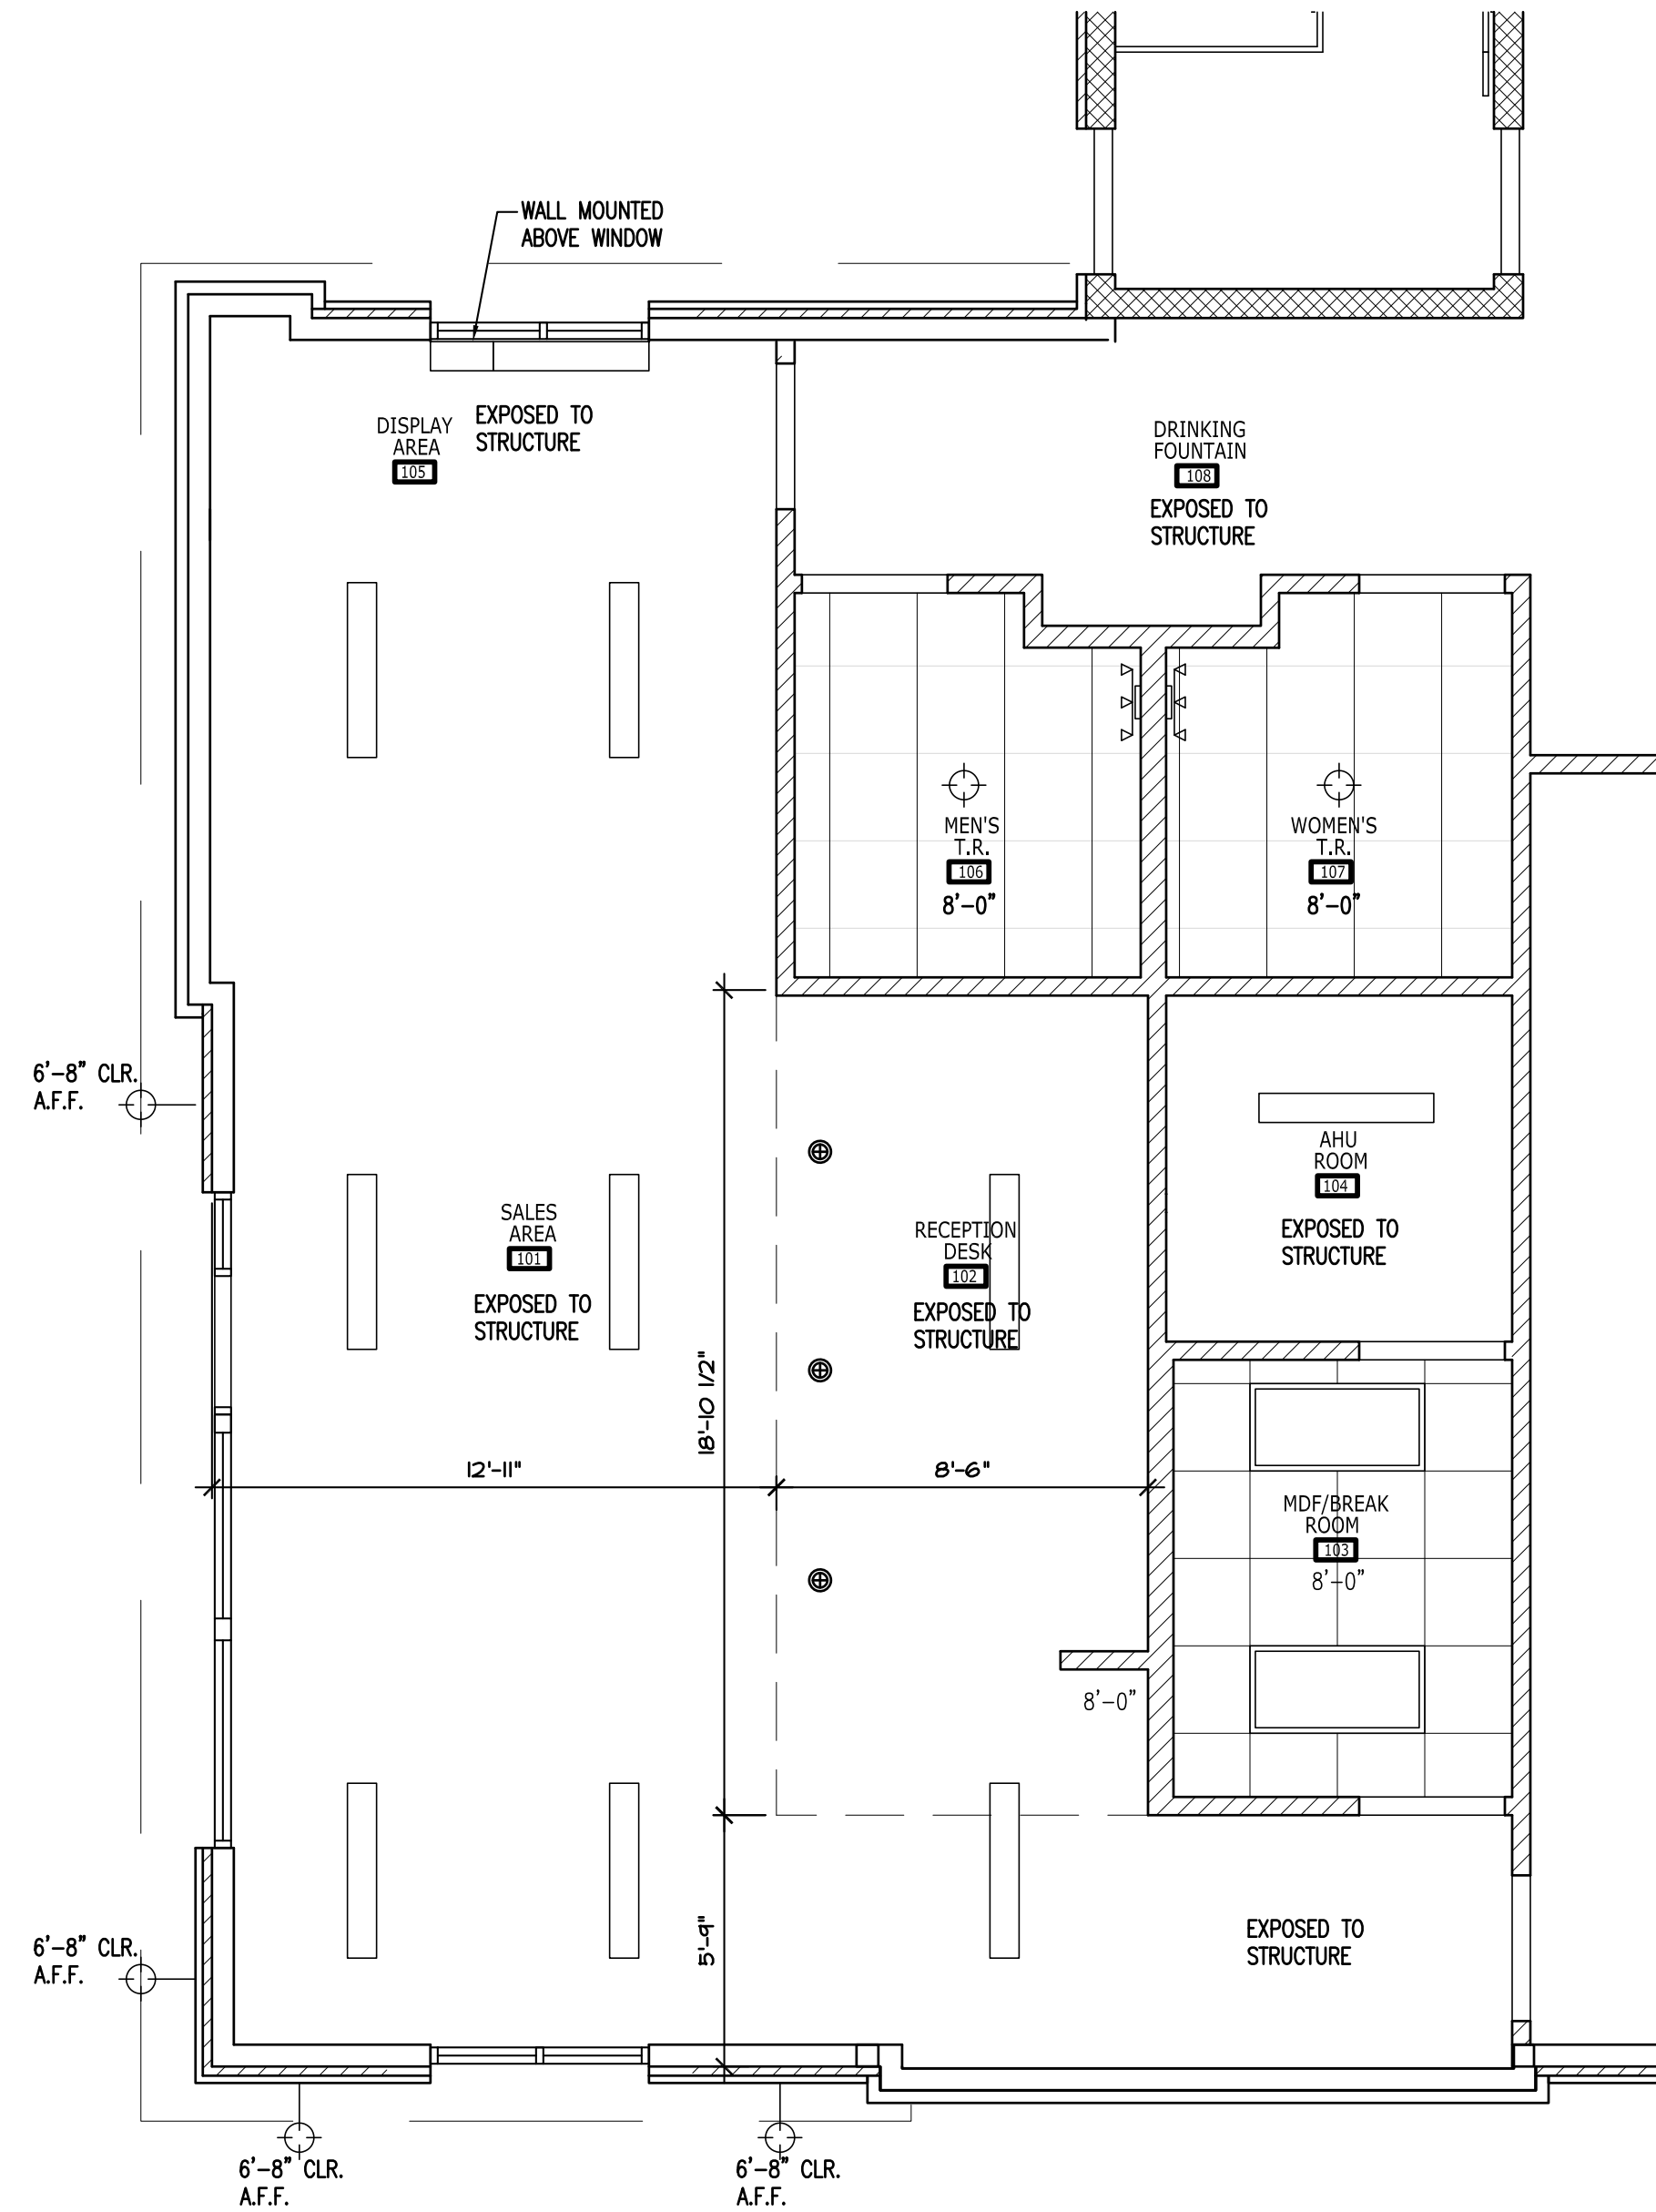 WALL MOUNTED
ABOVE WINDOW
DISPLAY
AREA
105
EXPOSED TO
STRUCTURE
DRINKING
FOUNTAIN
108
EXPOSED TO
STRUCTURE
MEN'S
T.R.
106
8'-0"
WOMEN'S
T.R.
107
8'-0"
6'-8" CLR.
A.F.F.
SALES
AREA
101
EXPOSED TO
STRUCTURE
RECEPTION
DESK
102
EXPOSED TO
STRUCTURE
AHU
ROOM
104
EXPOSED TO
STRUCTURE
18'-10 1/2"
12'-11"
8'-6"
MDF/BREAK
ROOM
103
8'-0"
8'-0"
5'-9"
EXPOSED TO
STRUCTURE
6'-8" CLR.
A.F.F.
6'-8" CLR.
A.F.F.
6'-8" CLR.
A.F.F.